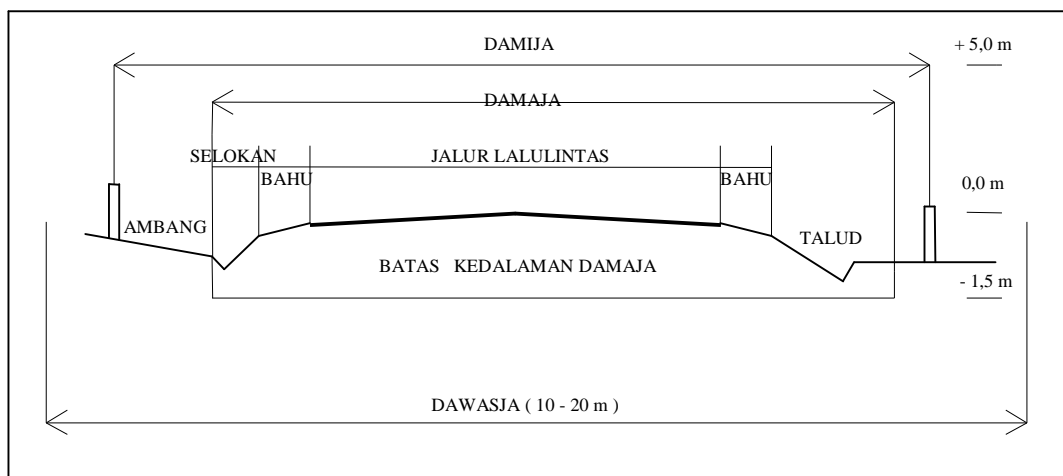 DAMIJA
+ 5,0 m
DAMAJA
SELOKAN
JALUR LALULINTAS
BAHU
BAHU
0,0 m
AMBANG
TALUD
BATAS KEDALAMAN DAMAJA
- 1,5 m
DAWASJA ( 10 - 20 m )